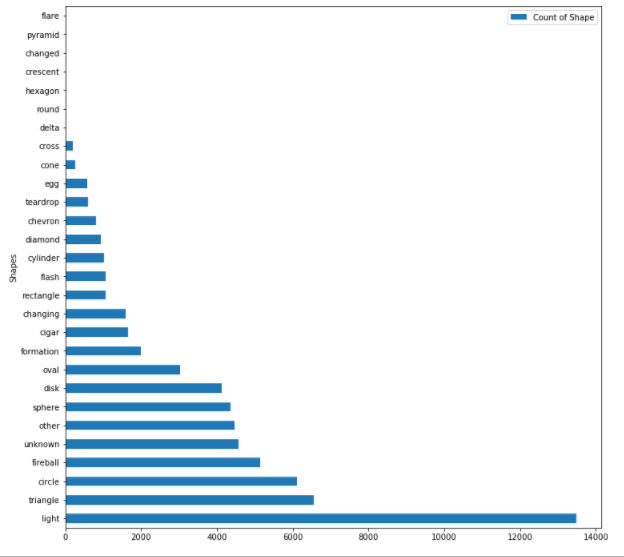 Count of Shape
Shapes
flare
pyramid
changed
crescent
hexagon
round
delta
cross
cone
egg
teardrop
chevron
diamond
cylinder
flash
rectangle
changing
cigar
formation
oval
disk
sphere
other
unknown
fireball
circle
triangle
light
0 2000 4000 6000 8000 10000 12000 14000